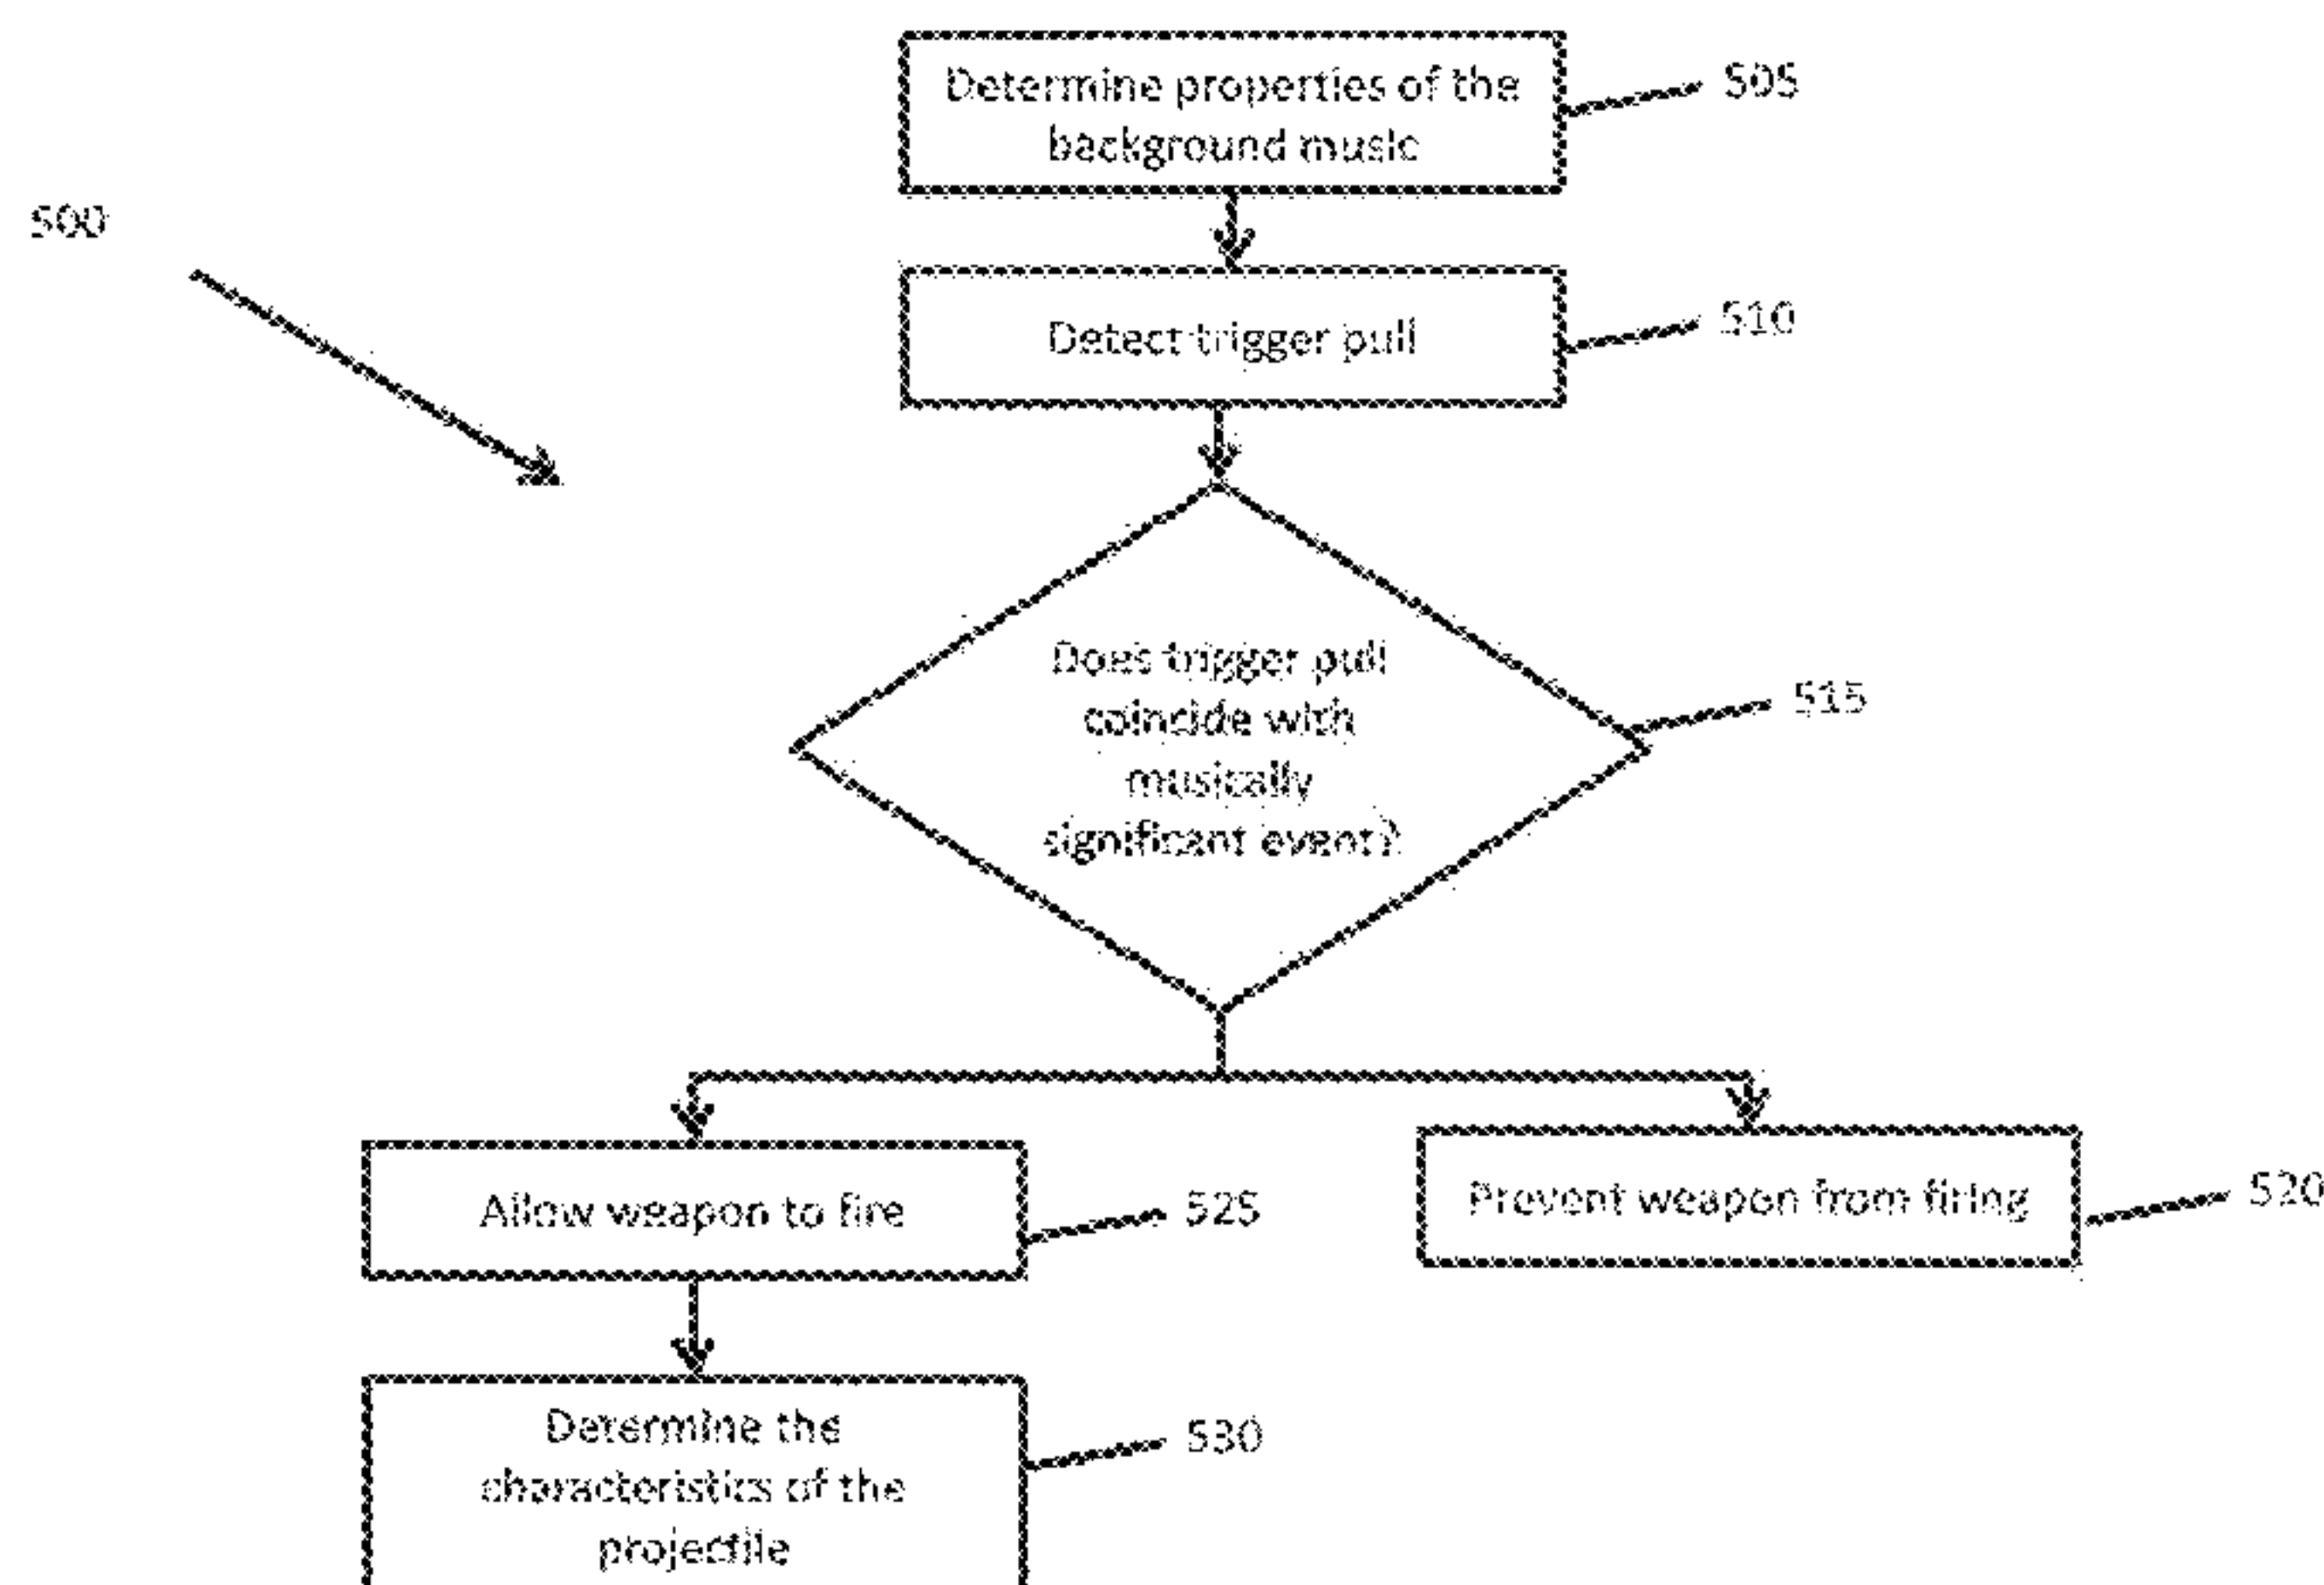 Determine properties of the
background music
505
500
Detect trigger pull
510
Does trigger pull
coincide with
musically
significant event?
515
Allow weapon to fire
525
Prevent weapon from firing
520
Determine the
characteristics of the
projectile
530